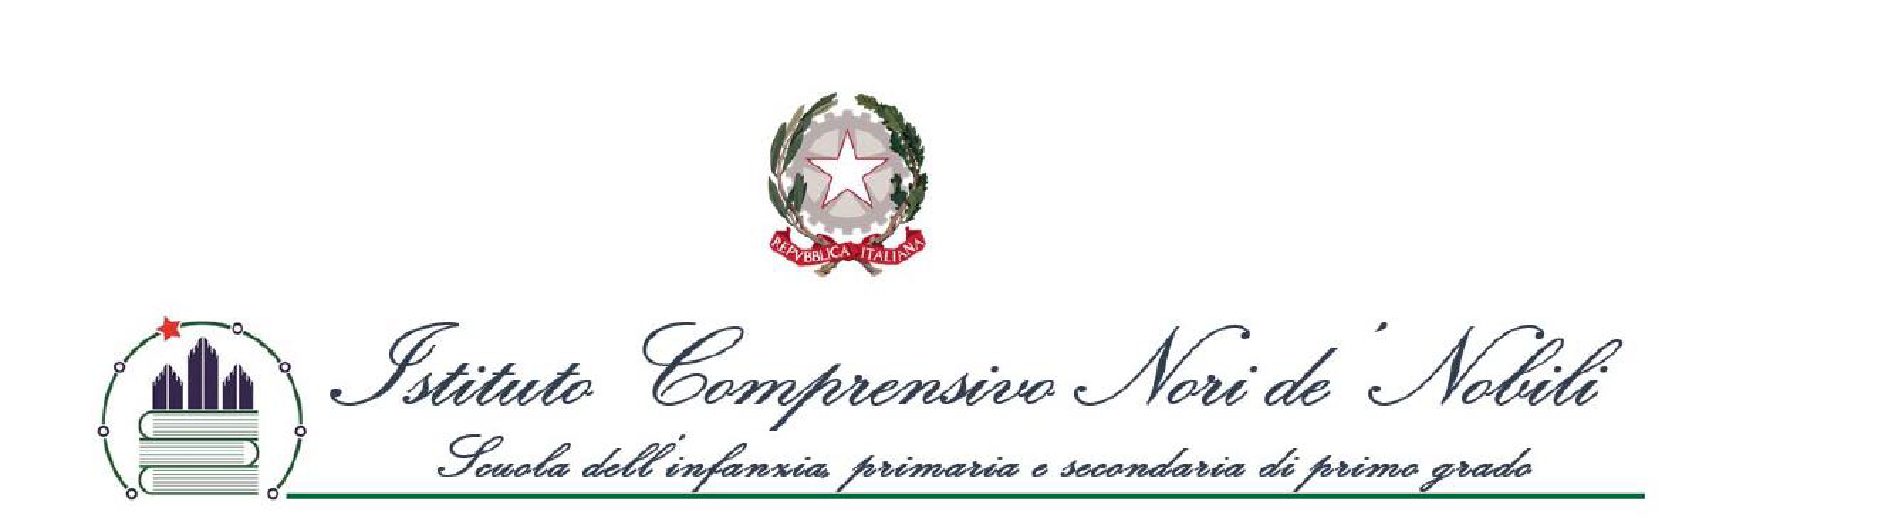 REPVBBLICA ITALIANA
Istituto Comprensivo Nori de' Nobili
Scuola dell'infanzia, primaria e secondaria di primo grado